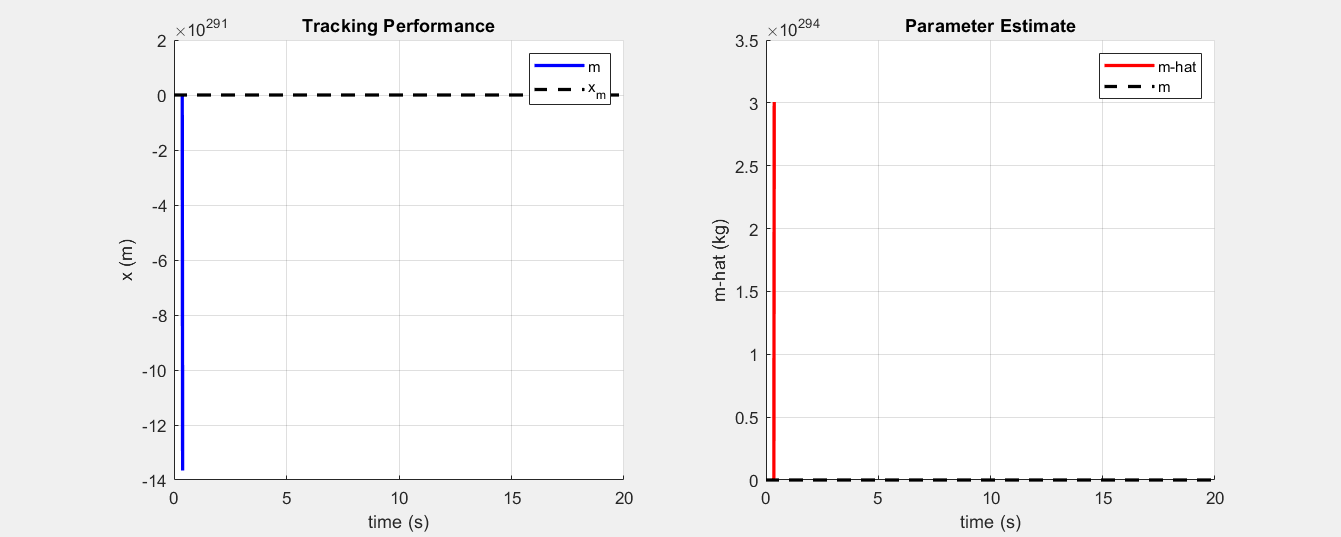 Tracking Performance
×10^291
2
0
-2
-4
-6
-8
-10
-12
-14
x (m)
0 5 10 15 20
time (s)
m
x_m
Parameter Estimate
×10^294
3.5
3
2.5
2
1.5
1
0.5
0
m-hat (kg)
0 5 10 15 20
time (s)
m-hat
m